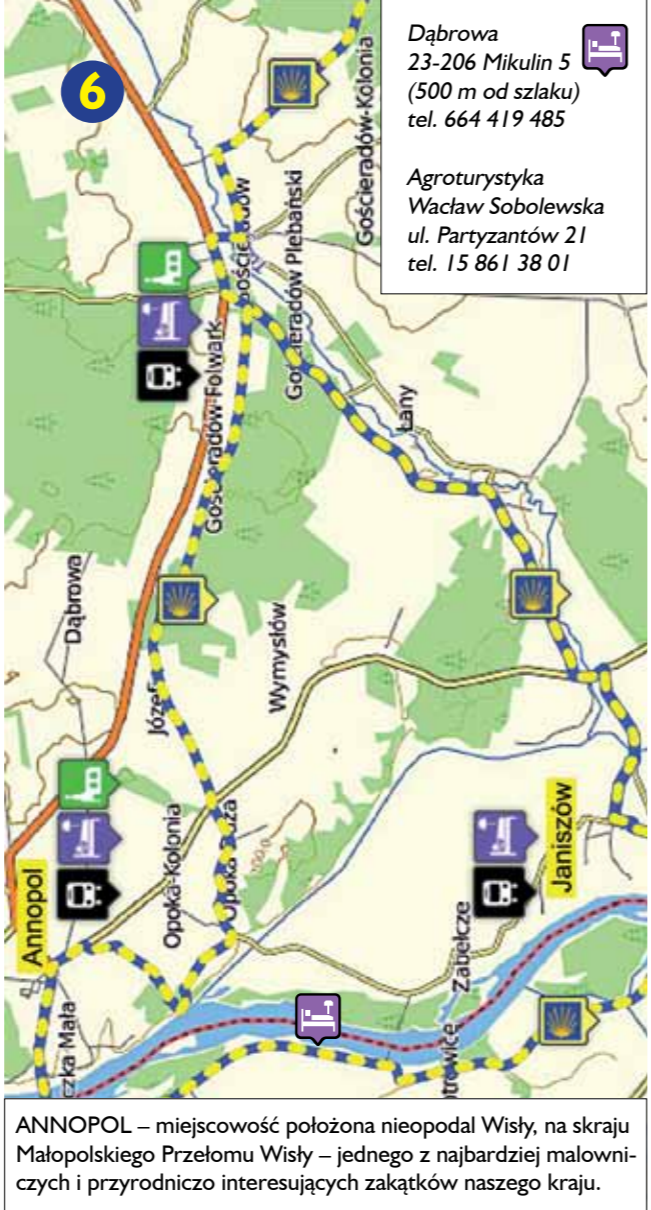 6
Dąbrowa
23-206 Mikulin 5
(500 m od szlaku)
tel. 664 419 485
Agroturystyka
Wacław Sobolewska
ul. Partyzantów 21
tel. 15 861 38 01
Gościeradów-Kolonia
Gościeradów Plebański
Gościeradów Folwark
Łany
Dąbrowa
Wymysłów
Józef
Annopol
Opoka-Kolonia
Opoka Duża
Janiszów
Zabełcze
czka Mała
ANNOPOL – miejscowość położona nieopodal Wisły, na skraju
Małopolskiego Przełomu Wisły – jednego z najbardziej malowni-
czych i przyrodniczo interesujących zakątków naszego kraju.